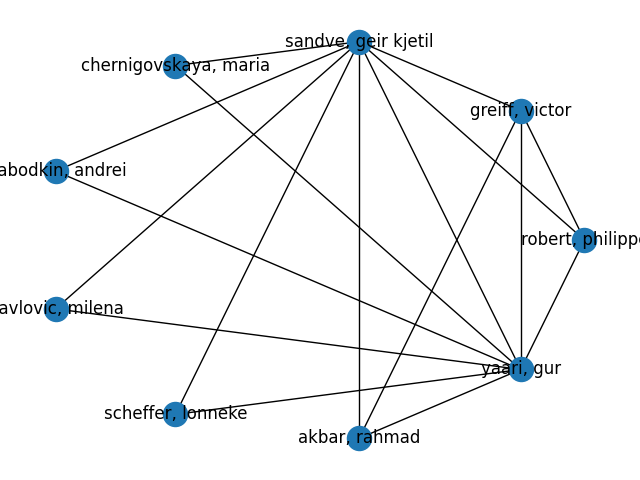 sandve, geir kjetil
chernigovskaya, maria
greiff, victor
abodkin, andrei
robert, philippe
avlovic, milena
yaari, gur
scheffer, lonneke
akbar, rahmad